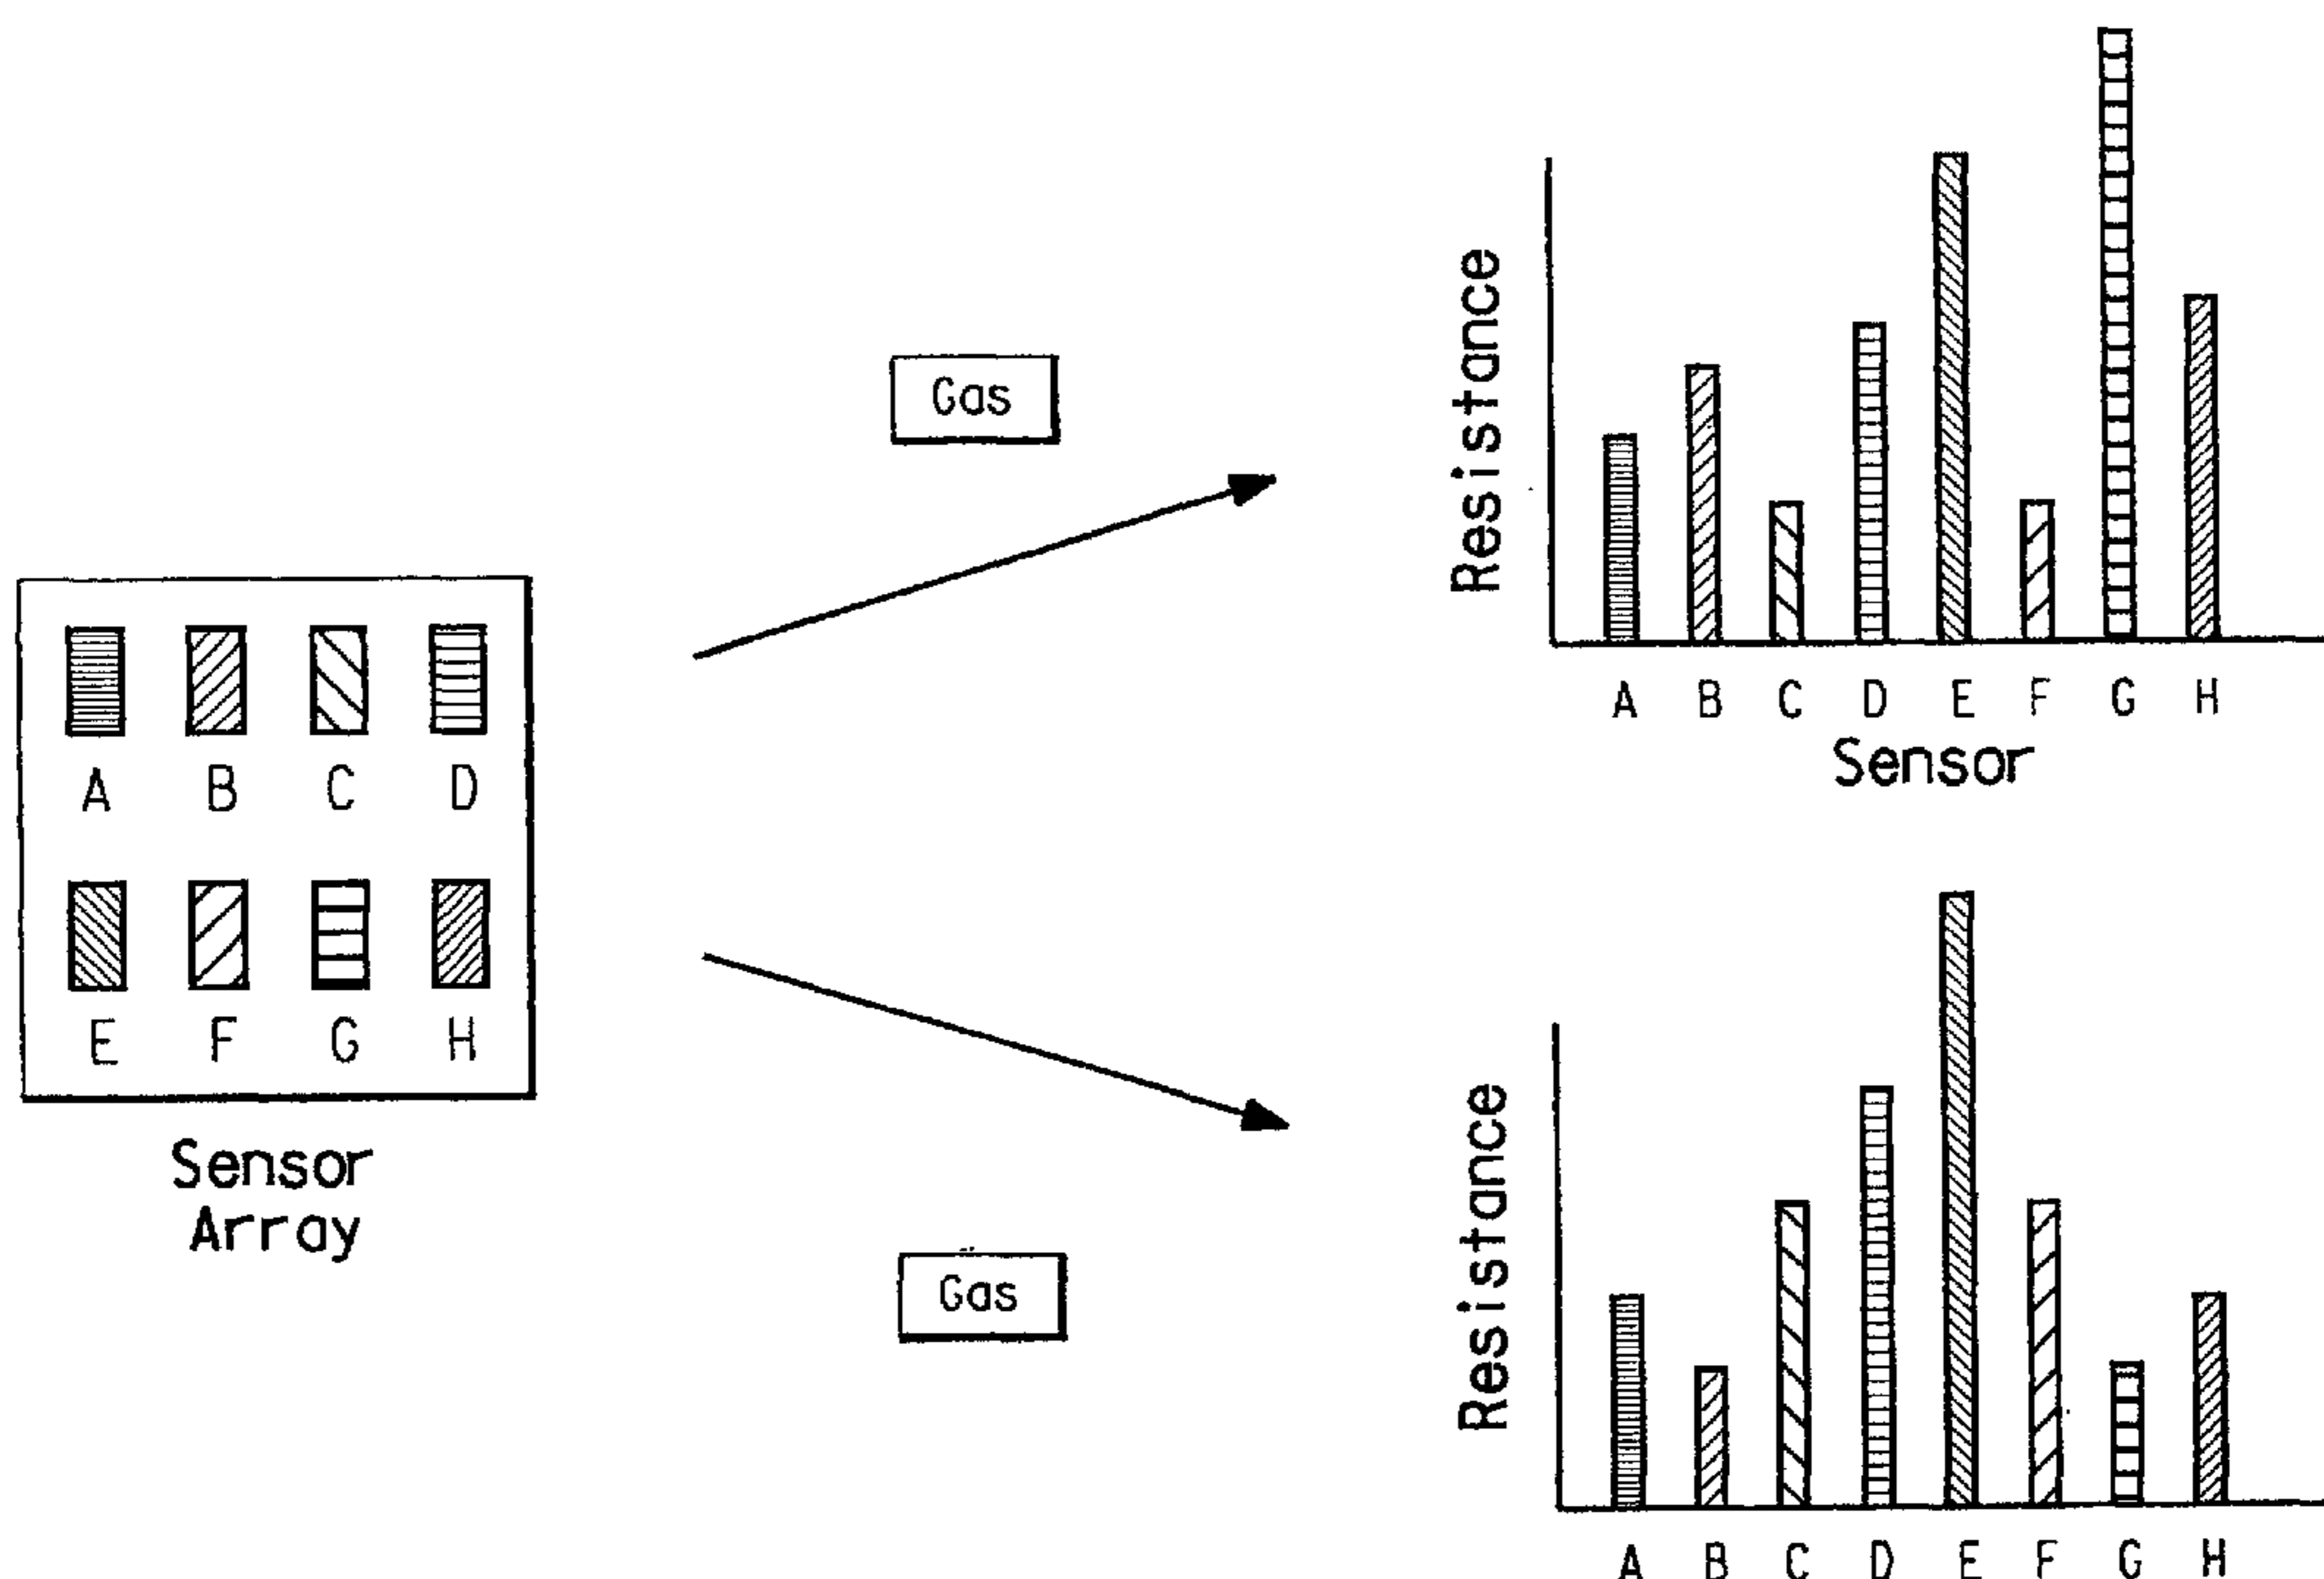 A B C D
E F G H
Sensor
Array
Gas
Gas
Resistance
A B C D E F G H
Sensor
Resistance
A B C D E F G H